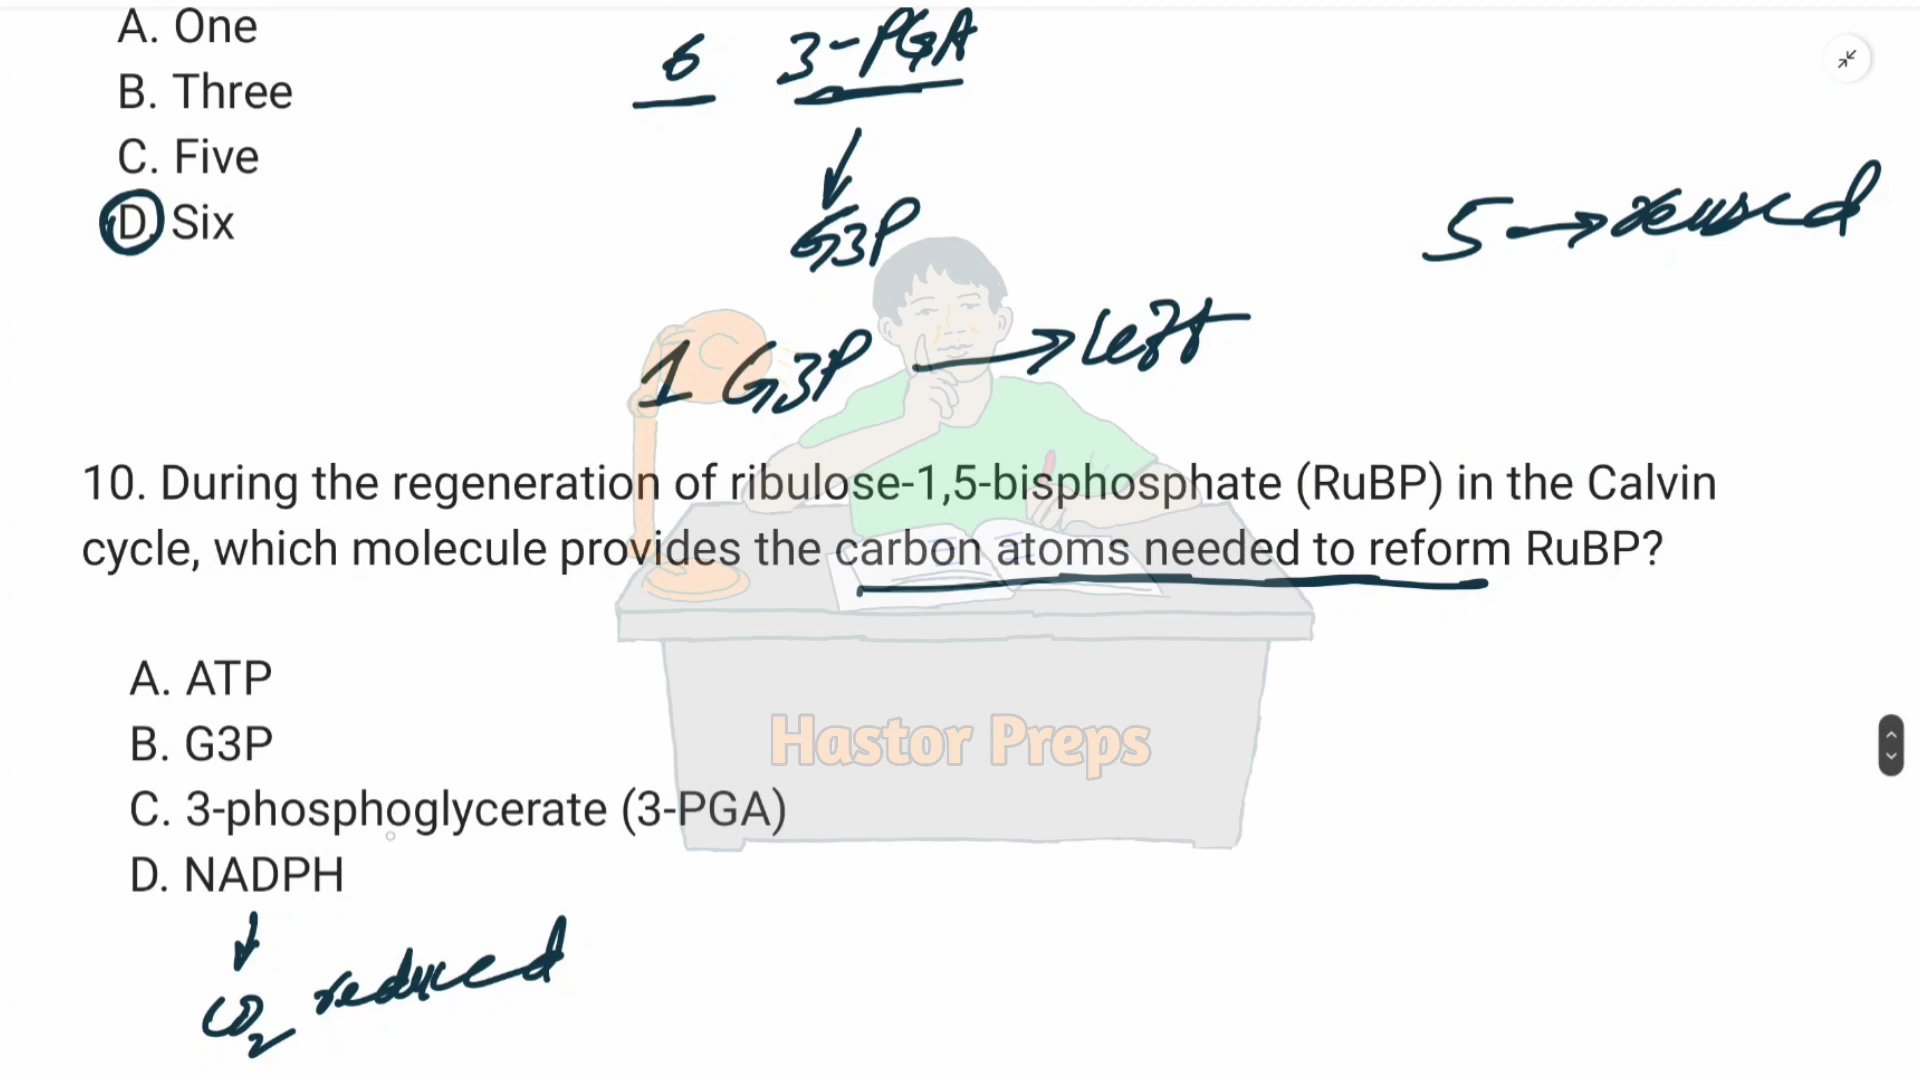 A. One
6 3-PGA
B. Three
C. Five
D. Six
G3P
5 → reused
1 G3P → left
10. During the regeneration of ribulose-1,5-bisphosphate (RuBP) in the Calvin
cycle, which molecule provides the carbon atoms needed to reform RuBP?
A. ATP
B. G3P
C. 3-phosphoglycerate (3-PGA)
D. NADPH
CO2 reduced
Hastor Preps